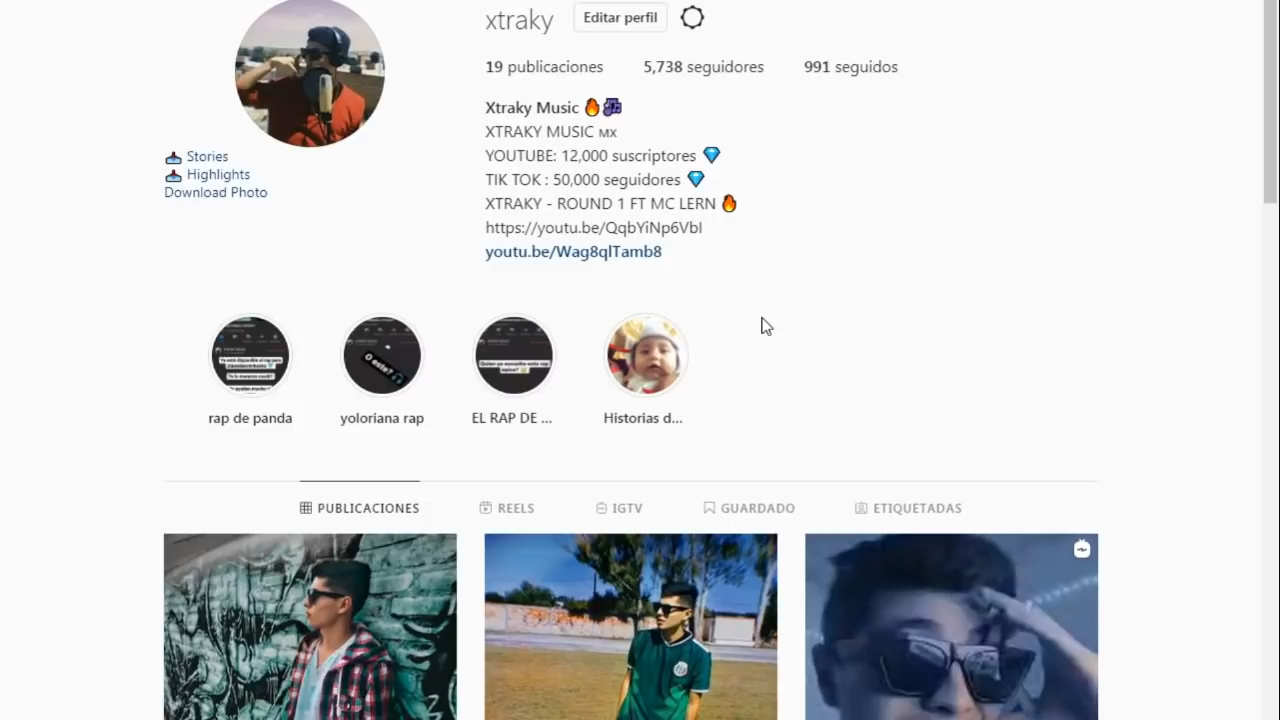 xtraky Editar perfil
19 publicaciones 5,738 seguidores 991 seguidos
Xtraky Music 🔥🎶
XTRAKY MUSIC MX
YOUTUBE: 12,000 suscriptores 💎
TIK TOK : 50,000 seguidores 💎
XTRAKY - ROUND 1 FT MC LERN 🔥
https://youtu.be/QqbYiNp6VbI
youtu.be/Wag8qlTamb8
Stories
Highlights
Download Photo
O este?
rap de panda yoloriana rap EL RAP DE ... Historias d...
PUBLICACIONES REELS IGTV GUARDADO ETIQUETADAS